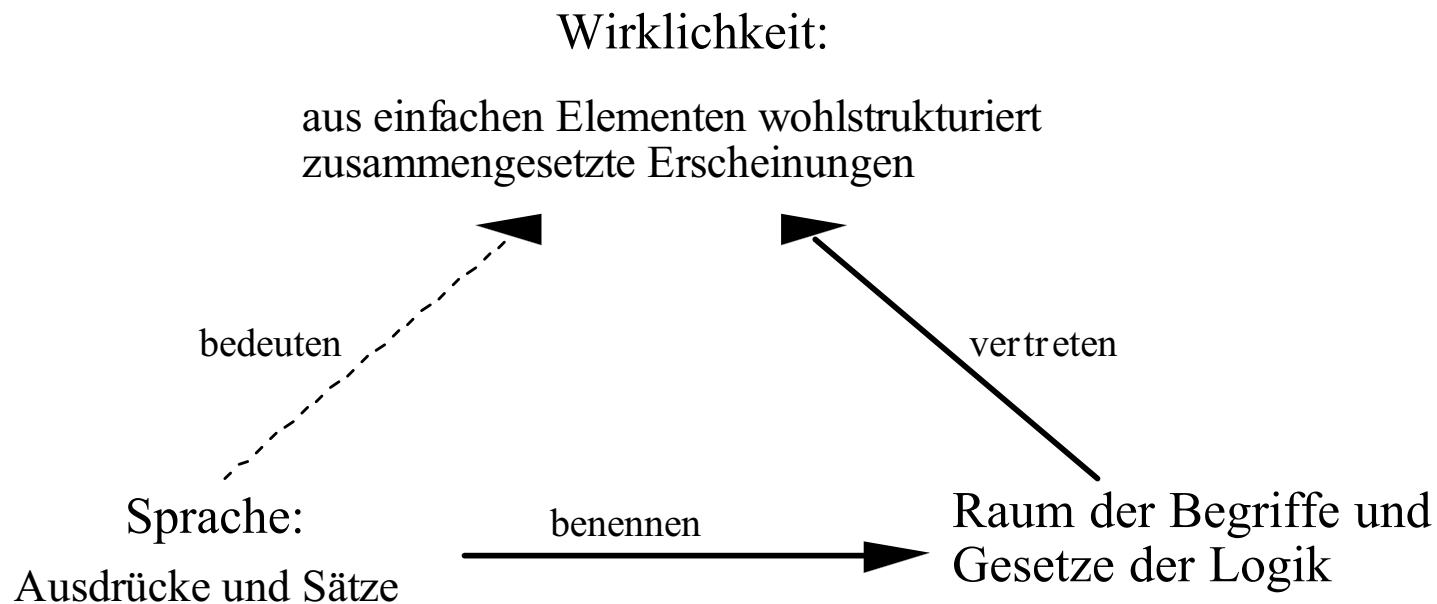 Wirklichkeit:
aus einfachen Elementen wohlstrukturiert
zusammengesetzte Erscheinungen
bedeuten
vertreten
Sprache:
Ausdrücke und Sätze
benennen
Raum der Begriffe und
Gesetze der Logik